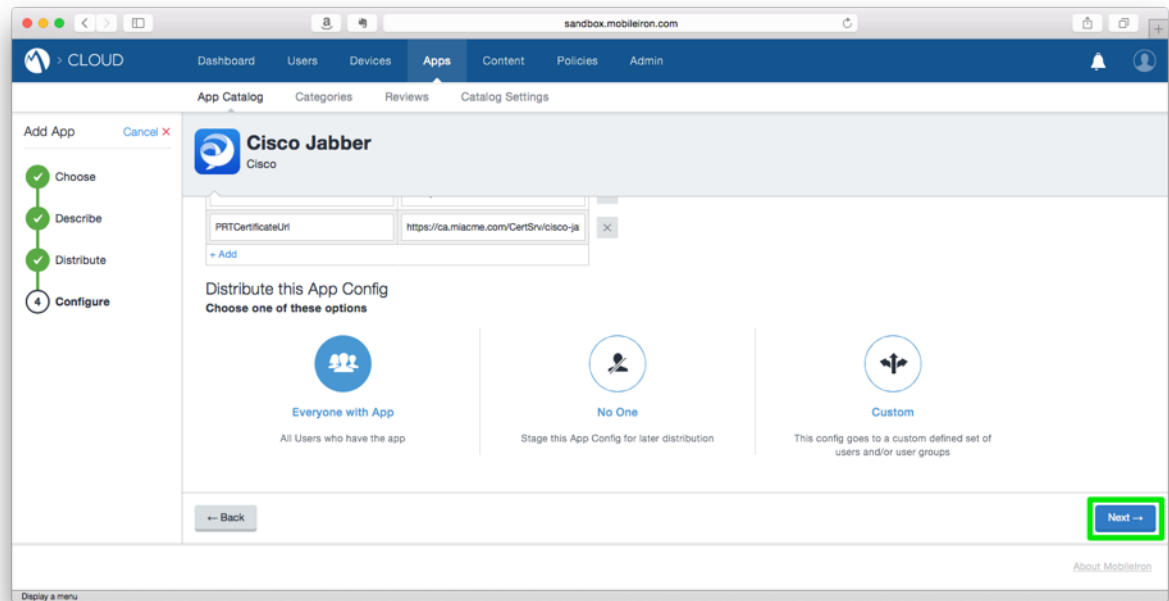 sandbox.mobileiron.com
> CLOUD
Dashboard Users Devices Apps Content Policies Admin
App Catalog Categories Reviews Catalog Settings
Add App Cancel ×
Cisco Jabber
Cisco
Choose
Describe
Distribute
4 Configure
PRTCertificateUrl https://ca.miacme.com/CertSrv/cisco-ja
+ Add
Distribute this App Config
Choose one of these options
Everyone with App
All Users who have the app
No One
Stage this App Config for later distribution
Custom
This config goes to a custom defined set of
users and/or user groups
← Back
Next →
About MobileIron
Display a menu